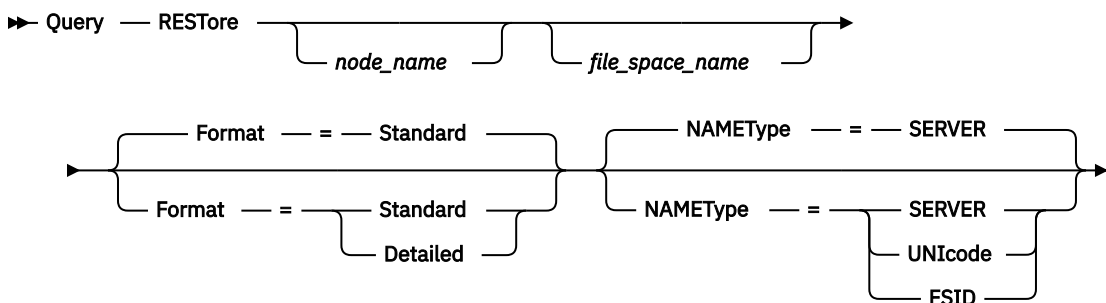 Query RESTore
node_name file_space_name
Format = Standard NAMEType = SERVER
Format = Standard NAMEType = SERVER
Detailed UNIcode
FSID